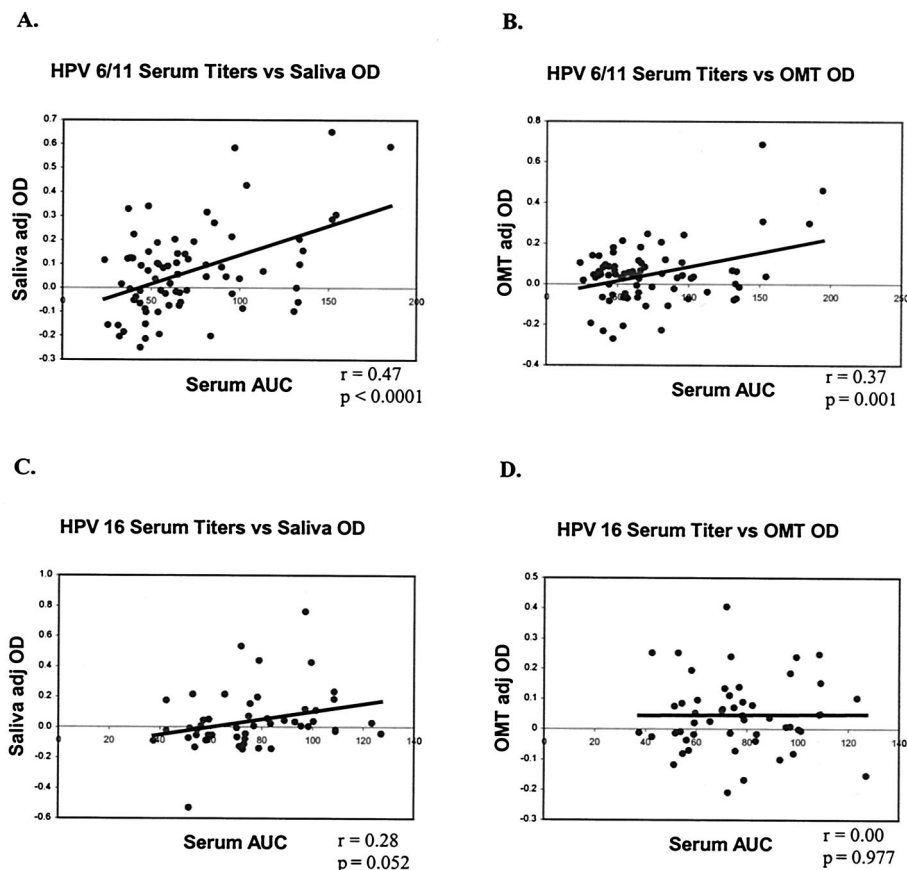 A.
HPV 6/11 Serum Titers vs Saliva OD
0.7
0.6
0.5
0.4
0.3
0.2
0.1
0.0
-0.1
-0.2
-0.3
0
50
100
150
200
Saliva adj OD
Serum AUC
r = 0.47
p < 0.0001
B.
HPV 6/11 Serum Titers vs OMT OD
0.8
0.6
0.4
0.2
0.0
-0.2
-0.4
0
50
100
150
200
250
OMT adj OD
Serum AUC
r = 0.37
p = 0.001
C.
HPV 16 Serum Titers vs Saliva OD
1.0
0.8
0.6
0.4
0.2
0.0
-0.2
-0.4
-0.6
0
20
40
60
80
100
120
140
Saliva adj OD
Serum AUC
r = 0.28
p = 0.052
D.
HPV 16 Serum Titer vs OMT OD
0.5
0.4
0.3
0.2
0.1
0
-0.1
-0.2
-0.3
0
20
40
60
80
100
120
140
OMT adj OD
Serum AUC
r = 0.00
p = 0.977